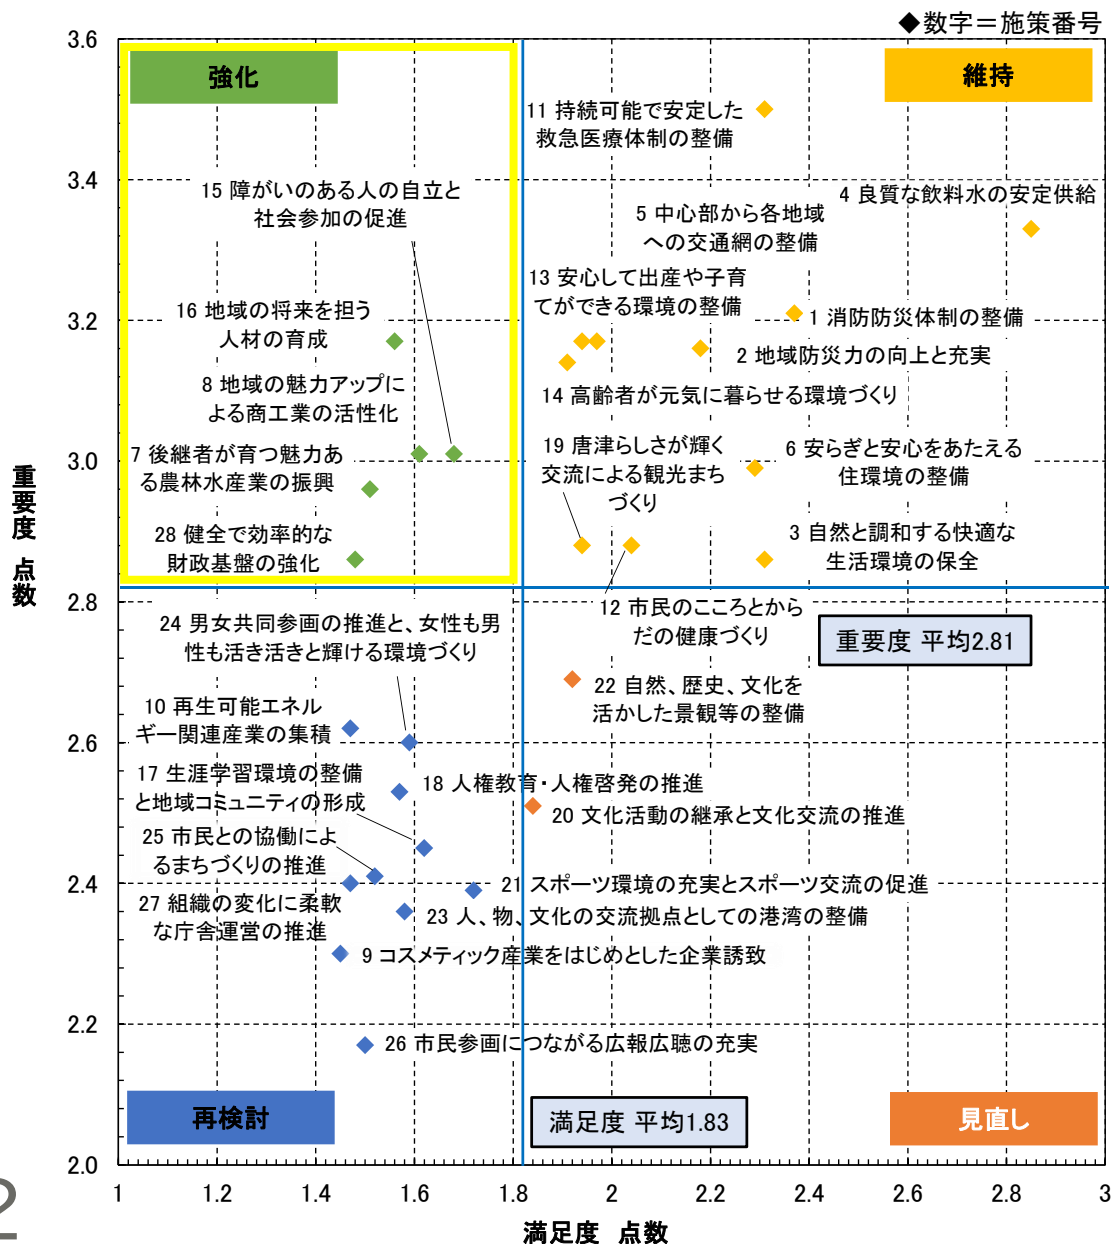 ◆数字＝施策番号
強化
維持
11 持続可能で安定した
救急医療体制の整備
15 障がいのある人の自立と
社会参加の促進
4 良質な飲料水の安定供給
5 中心部から各地域
への交通網の整備
13 安心して出産や子育
てができる環境の整備
16 地域の将来を担う
人材の育成
1 消防防災体制の整備
2 地域防災力の向上と充実
8 地域の魅力アップに
よる商工業の活性化
14 高齢者が元気に暮らせる環境づくり
7 後継者が育つ魅力あ
る農林水産業の振興
19 唐津らしさが輝く
交流による観光まち
づくり
6 安らぎと安心をあたえる
住環境の整備
28 健全で効率的な
財政基盤の強化
3 自然と調和する快適な
生活環境の保全
12 市民のこころとから
だの健康づくり
24 男女共同参画の推進と、女性も男
性も活き活きと輝ける環境づくり
重要度 平均2.81
22 自然、歴史、文化を
活かした景観等の整備
10 再生可能エネル
ギー関連産業の集積
17 生涯学習環境の整備
と地域コミュニティの形成
18 人権教育・人権啓発の推進
20 文化活動の継承と文化交流の推進
25 市民との協働によ
るまちづくりの推進
21 スポーツ環境の充実とスポーツ交流の促進
27 組織の変化に柔軟
な庁舎運営の推進
23 人、物、文化の交流拠点としての港湾の整備
9 コスメティック産業をはじめとした企業誘致
26 市民参画につながる広報広聴の充実
再検討
満足度 平均1.83
見直し
3.6
3.4
3.2
3.0
2.8
2.6
2.4
2.2
2.0
重要度 点数
1
1.2
1.4
1.6
1.8
2
2.2
2.4
2.6
2.8
3
満足度 点数
2